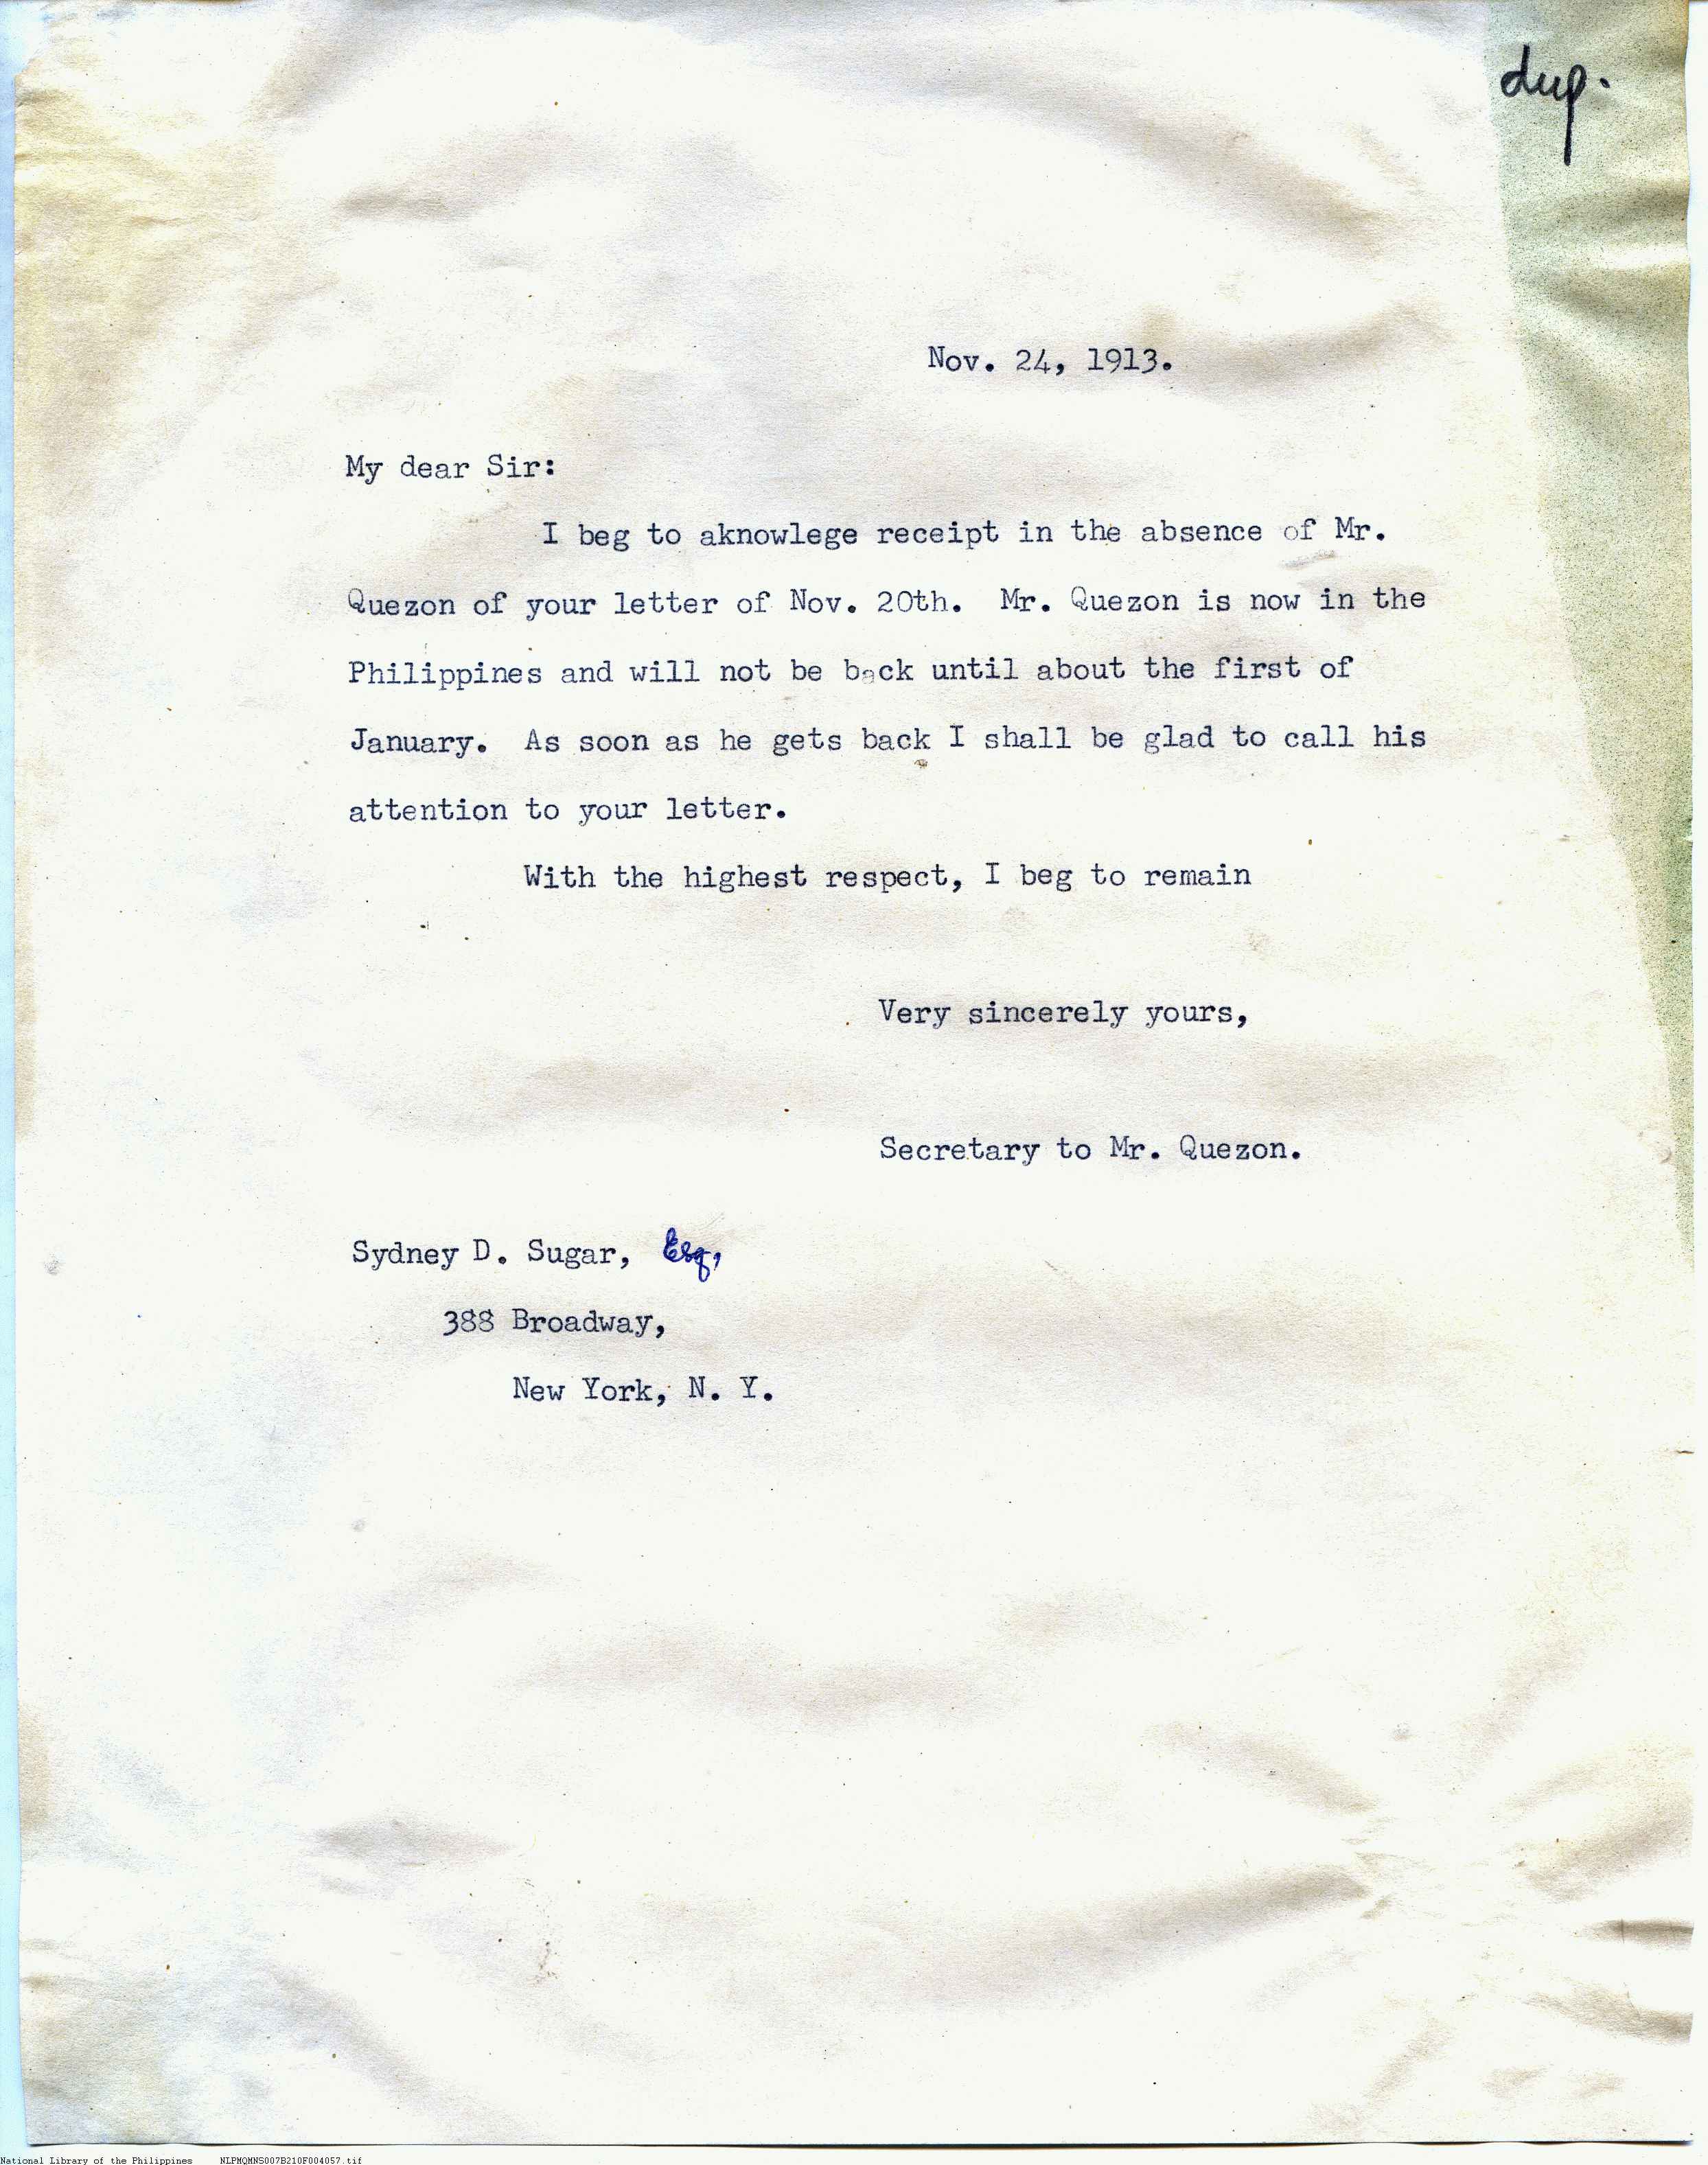 dup.
Nov. 24, 1913.
My dear Sir:
I beg to aknowlege receipt in the absence of Mr.
Quezon of your letter of Nov. 20th. Mr. Quezon is now in the
Philippines and will not be back until about the first of
January. As soon as he gets back I shall be glad to call his
attention to your letter.
With the highest respect, I beg to remain
Very sincerely yours,
Secretary to Mr. Quezon.
Sydney D. Sugar, Esq,
388 Broadway,
New York, N. Y.
National Library of the Philippines NLPMQMNS007B210F004057.tif